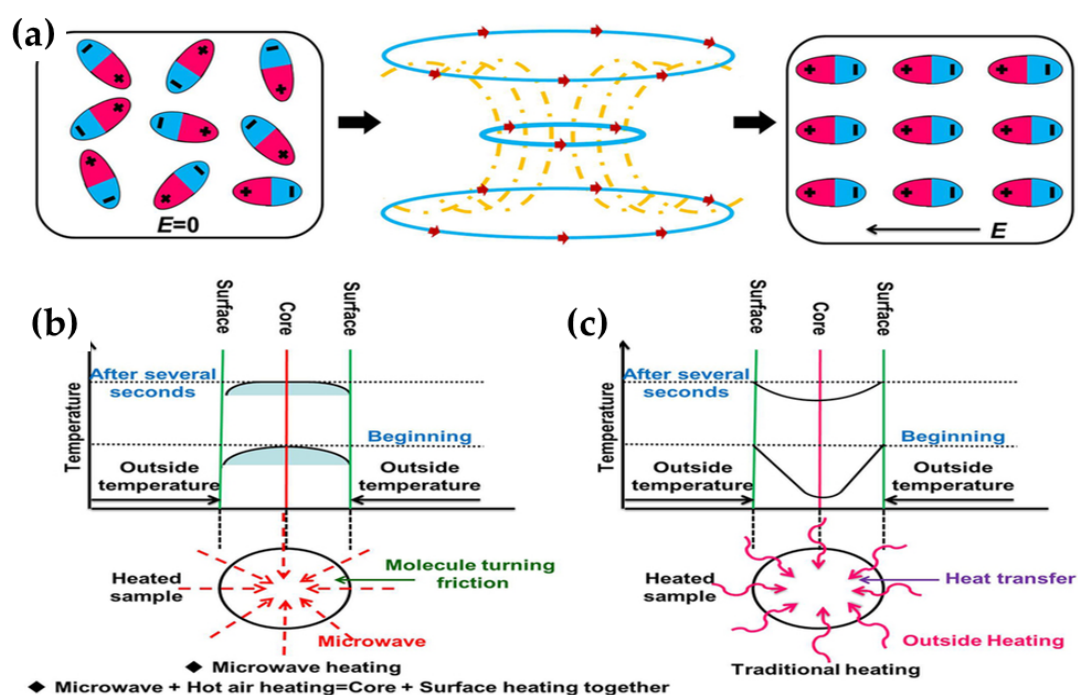 (a)
E=0
E
(b)
Surface
Core
Surface
Temperature
After several
seconds
Beginning
Outside
temperature
Outside
temperature
Heated
sample
Molecule turning
friction
Microwave
◆ Microwave heating
◆ Microwave + Hot air heating=Core + Surface heating together
(c)
Surface
Core
Surface
Temperature
After several
seconds
Beginning
Outside
temperature
Outside
temperature
Heated
sample
Heat transfer
Outside Heating
Traditional heating